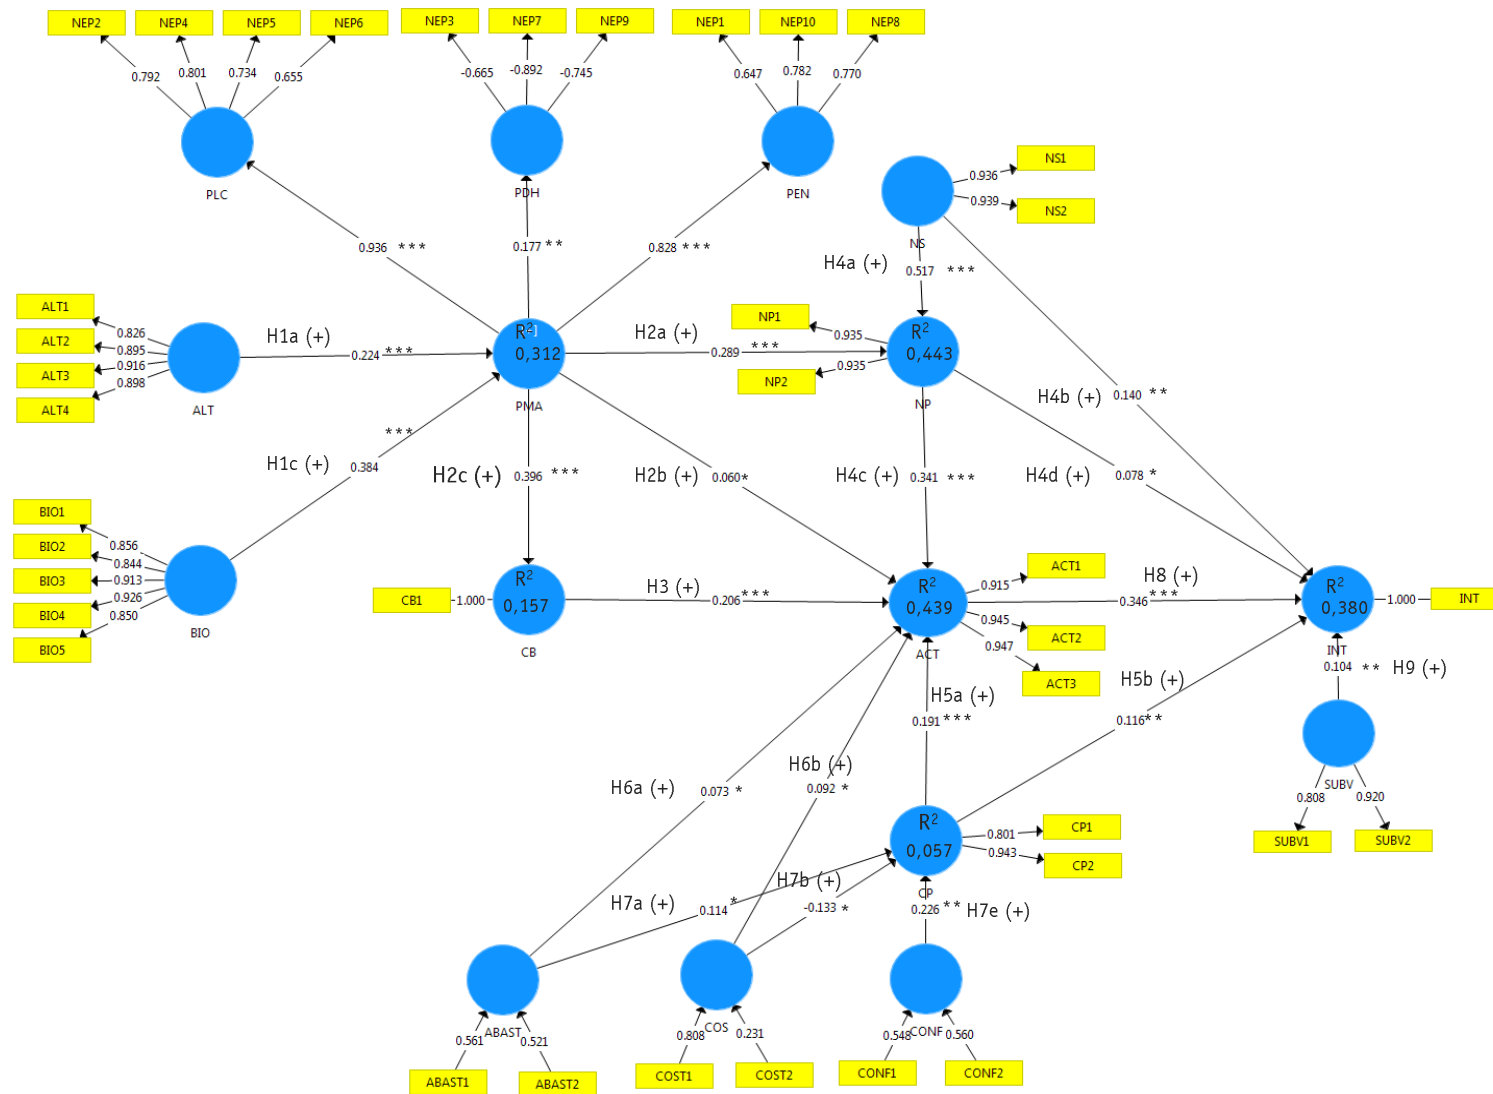 NEP2 NEP4 NEP5 NEP6 NEP3 NEP7 NEP9 NEP1 NEP10 NEP8
0.792 0.801 0.734 0.655 -0.665 -0.892 -0.745 0.647 0.782 0.770
PLC PDH PEN
NS1
0.936
0.939
NS2
NS
0.936 *** 0.177 ** 0.828 ***
H4a (+) 0.517 ***
ALT1
ALT2
ALT3
ALT4
0.826
0.895
0.916
0.898
ALT
H1a (+)
0.224 ***
R²
0,312
PMA
H2a (+)
0.289 ***
NP1
0.935
0.935
NP2
R²
0,443
NP
H4b (+) 0.140 **
***
H1c (+) 0.384
H2c (+) 0.396 ***
H2b (+) 0.060*
H4c (+) 0.341 ***
H4d (+) 0.078 *
BIO1
BIO2
BIO3
BIO4
BIO5
0.856
0.844
0.913
0.926
0.850
BIO
CB1 1.000
R²
0,157
CB
H3 (+)
0.206***
R²
0,439
ACT
ACT1
0.915
0.945
ACT2
0.947
ACT3
H8 (+)
0.346***
R²
0,380
INT
1.000 INT
0.104 ** H9 (+)
H5a (+)
0.191 ***
H5b (+)
0.116**
SUBV
0.808 0.920
SUBV1 SUBV2
H6a (+) 0.073 *
H6b (+)
0.092 *
R²
0,057
CP
0.801 CP1
0.943 CP2
H7a (+) 0.114 *
H7b (+)
-0.133 *
0.226 ** H7e (+)
ABAST COS CONF
0.561 0.521 0.808 0.231 0.548 0.560
ABAST1 ABAST2 COST1 COST2 CONF1 CONF2